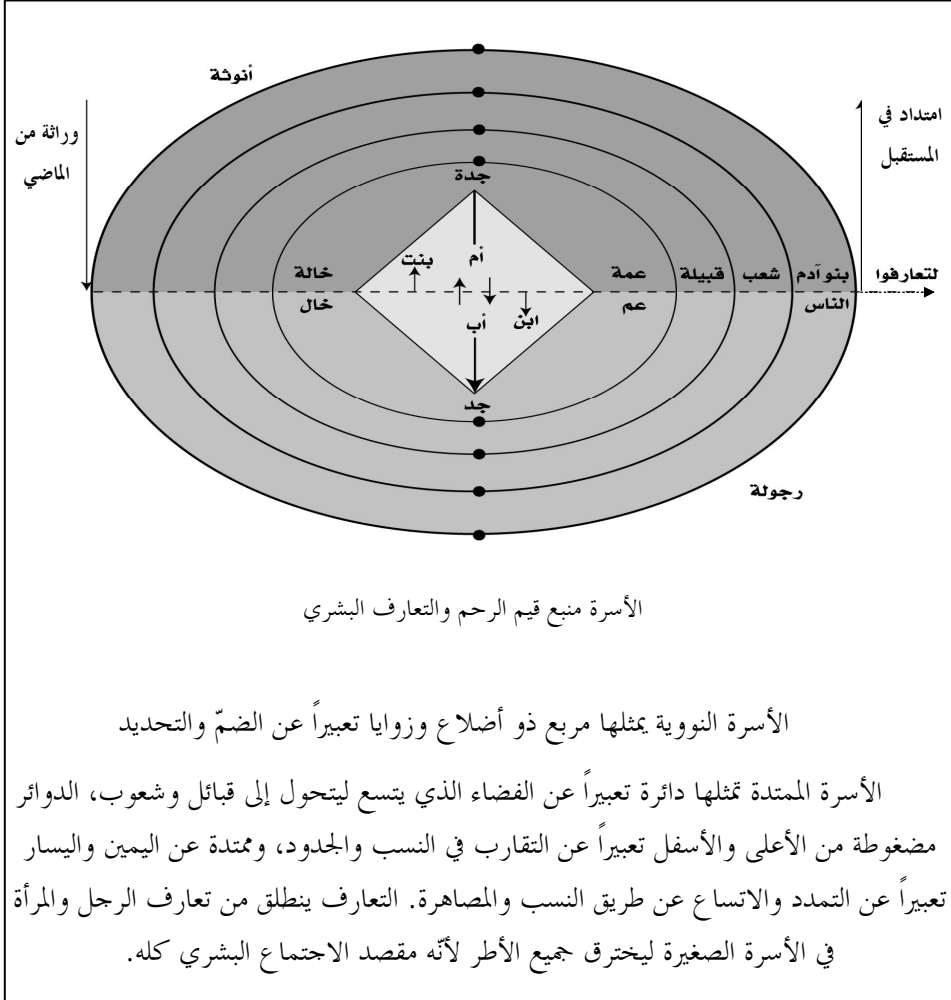 أنوثة
امتداد في
المستقبل
وراثة من
الماضي
جدة
أم
بنت
خالة
عمة
قبيلة
شعب
بنو آدم
لتعارفوا
خال
أب
ابن
عم
الناس
جد
رجولة
الأسرة منبع قيم الرحم والتعارف البشري
الأسرة النووية يمثلها مربع ذو أضلاع وزوايا تعبيراً عن الضمّ والتحديد
الأسرة الممتدة تمثلها دائرة تعبيراً عن الفضاء الذي يتسع ليتحول إلى قبائل وشعوب، الدوائر
مضغوطة من الأعلى والأسفل تعبيراً عن التقارب في النسب والجدود، وممتدة عن اليمين واليسار
تعبيراً عن التمدد والاتساع عن طريق النسب والمصاهرة. التعارف ينطلق من تعارف الرجل والمرأة
في الأسرة الصغيرة ليخترق جميع الأطر لأنّه مقصد الاجتماع البشري كله.